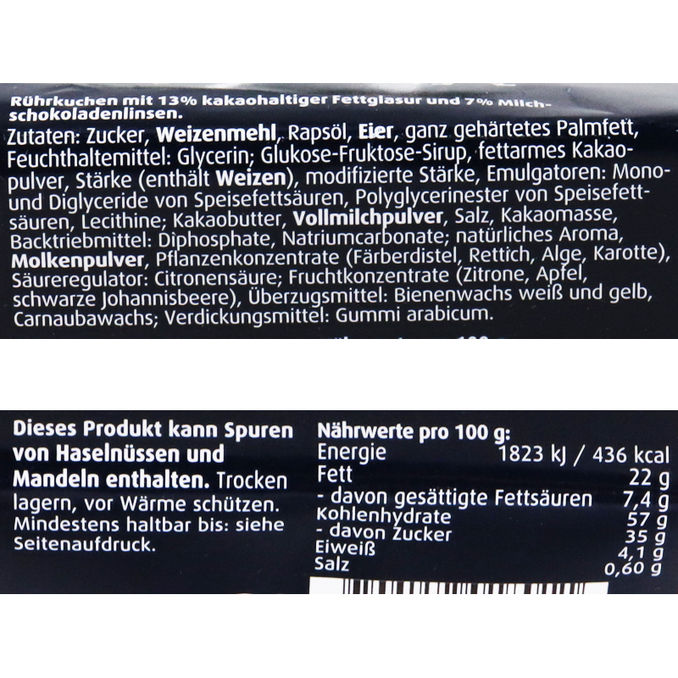 Rührkuchen mit 13% kakaohaltiger Fettglasur und 7% Milch-
schokoladenlinsen.
Zutaten: Zucker, Weizenmehl, Rapsöl, Eier, ganz gehärtetes Palmfett,
Feuchthaltemittel: Glycerin; Glukose-Fruktose-Sirup, fettarmes Kakao-
pulver, Stärke (enthält Weizen), modifizierte Stärke, Emulgatoren: Mono-
und Diglyceride von Speisefettsäuren, Polyglycerinester von Speisefett-
säuren, Lecithine; Kakaobutter, Vollmilchpulver, Salz, Kakaomasse,
Backtriebmittel: Diphosphate, Natriumcarbonate; natürliches Aroma,
Molkenpulver, Pflanzenkonzentrate (Färberdistel, Rettich, Alge, Karotte),
Säureregulator: Citronensäure; Fruchtkonzentrate (Zitrone, Apfel,
schwarze Johannisbeere), Überzugsmittel: Bienenwachs weiß und gelb,
Carnaubawachs; Verdickungsmittel: Gummi arabicum.
Dieses Produkt kann Spuren
von Haselnüssen und
Mandeln enthalten. Trocken
lagern, vor Wärme schützen.
Mindestens haltbar bis: siehe
Seitenaufdruck.
Nährwerte pro 100 g:
Energie 1823 kJ / 436 kcal
Fett 22 g
- davon gesättigte Fettsäuren 7,4 g
Kohlenhydrate 57 g
- davon Zucker 35 g
Eiweiß 4,1 g
Salz 0,60 g